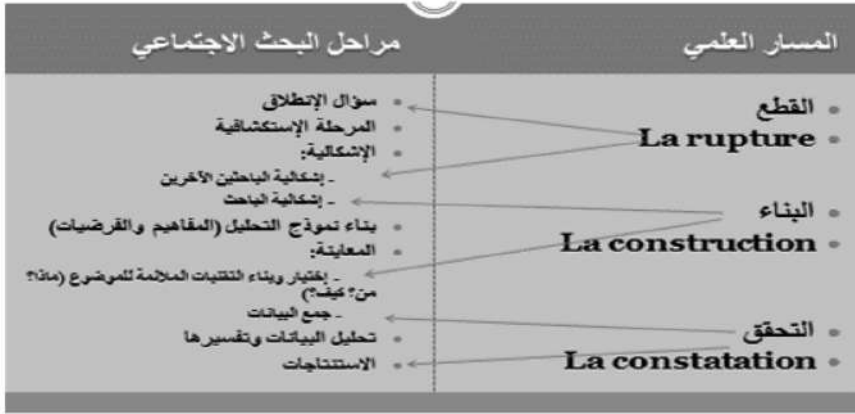 المسار العلمي
القطع
La rupture
البناء
La construction
التحقق
La constatation
مراحل البحث الاجتماعي
سؤال الإنطلاق
المرحلة الإستكشافية
الإشكالية:
- إشكالية الباحثين الآخرين
- إشكالية الباحث
بناء نموذج التحليل (المفاهيم والفرضيات)
المعاينة:
- إختيار وبناء التقنيات الملائمة للموضوع (ماذا؟
من؟ كيف؟)
- جمع البيانات
تحليل البيانات وتفسيرها
الاستنتاجات